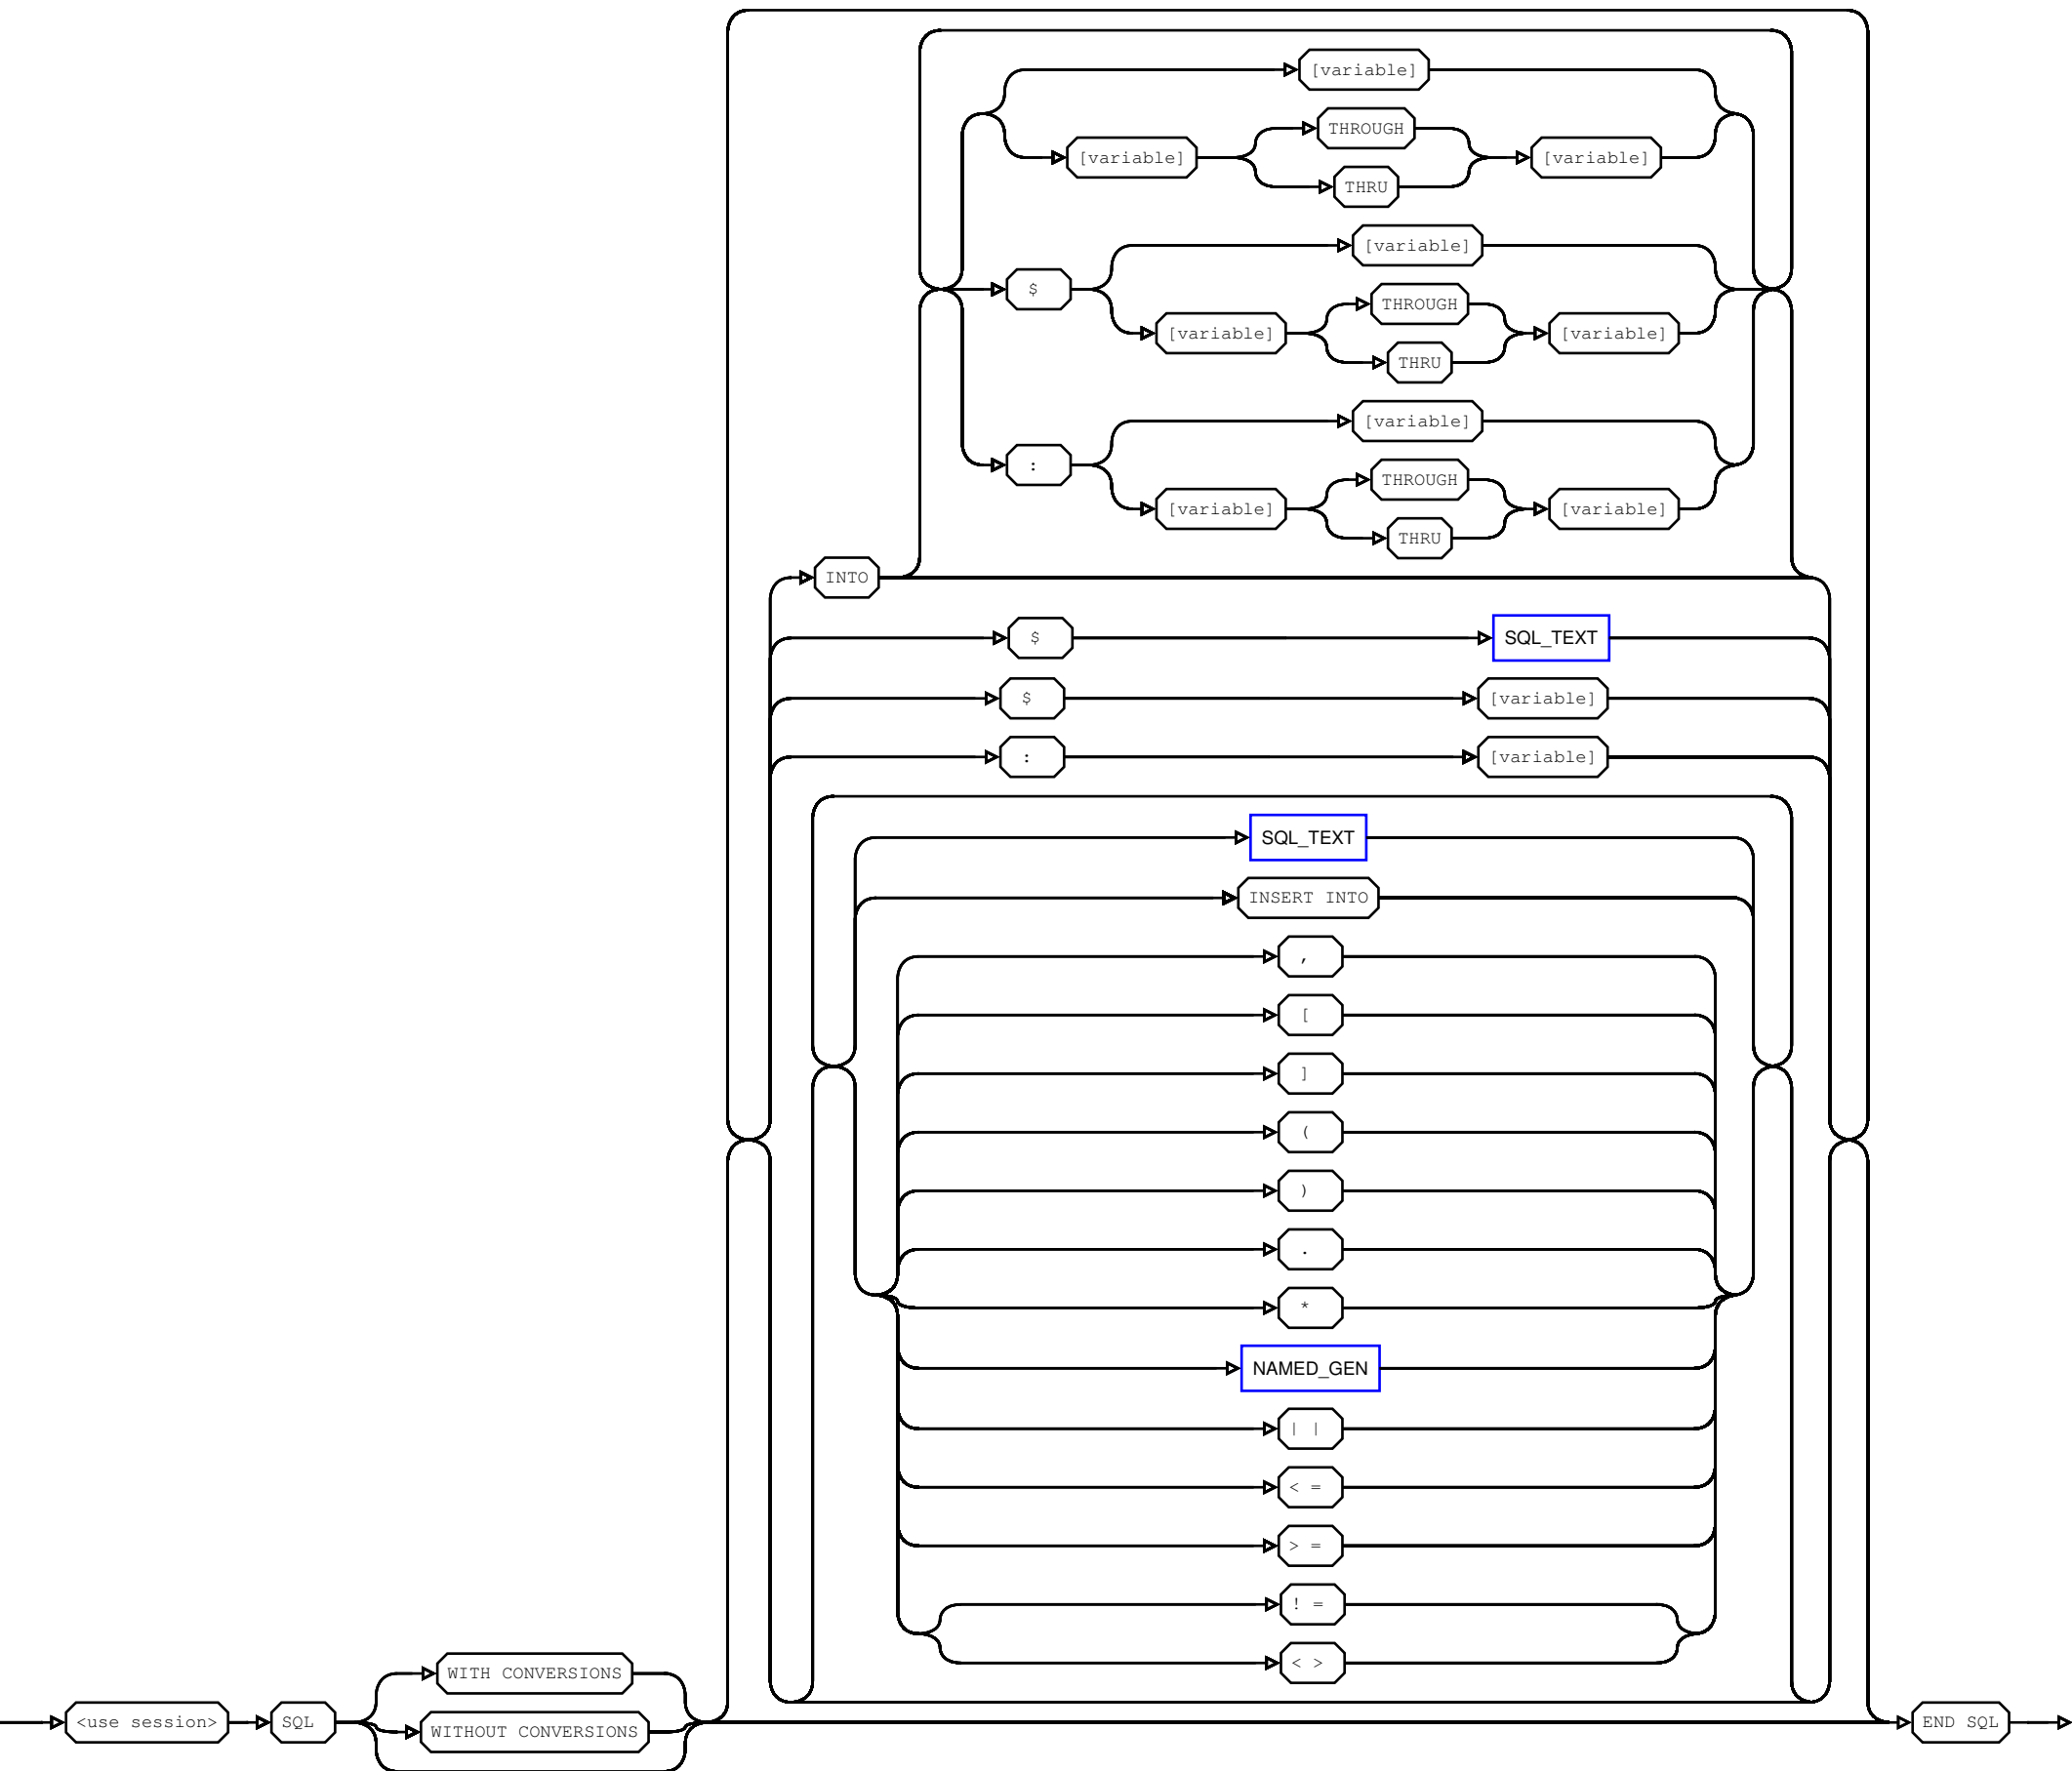 [variable]
THROUGH
[variable] [variable]
THRU
[variable]
$
THROUGH
[variable] [variable]
THRU
[variable]
:
THROUGH
[variable] [variable]
THRU
INTO
$ SQL_TEXT
$ [variable]
: [variable]
SQL_TEXT
INSERT INTO
,
[
]
(
)
.
*
NAMED_GEN
| |
< =
> =
! =
< >
WITH CONVERSIONS
<use session> SQL END SQL
WITHOUT CONVERSIONS